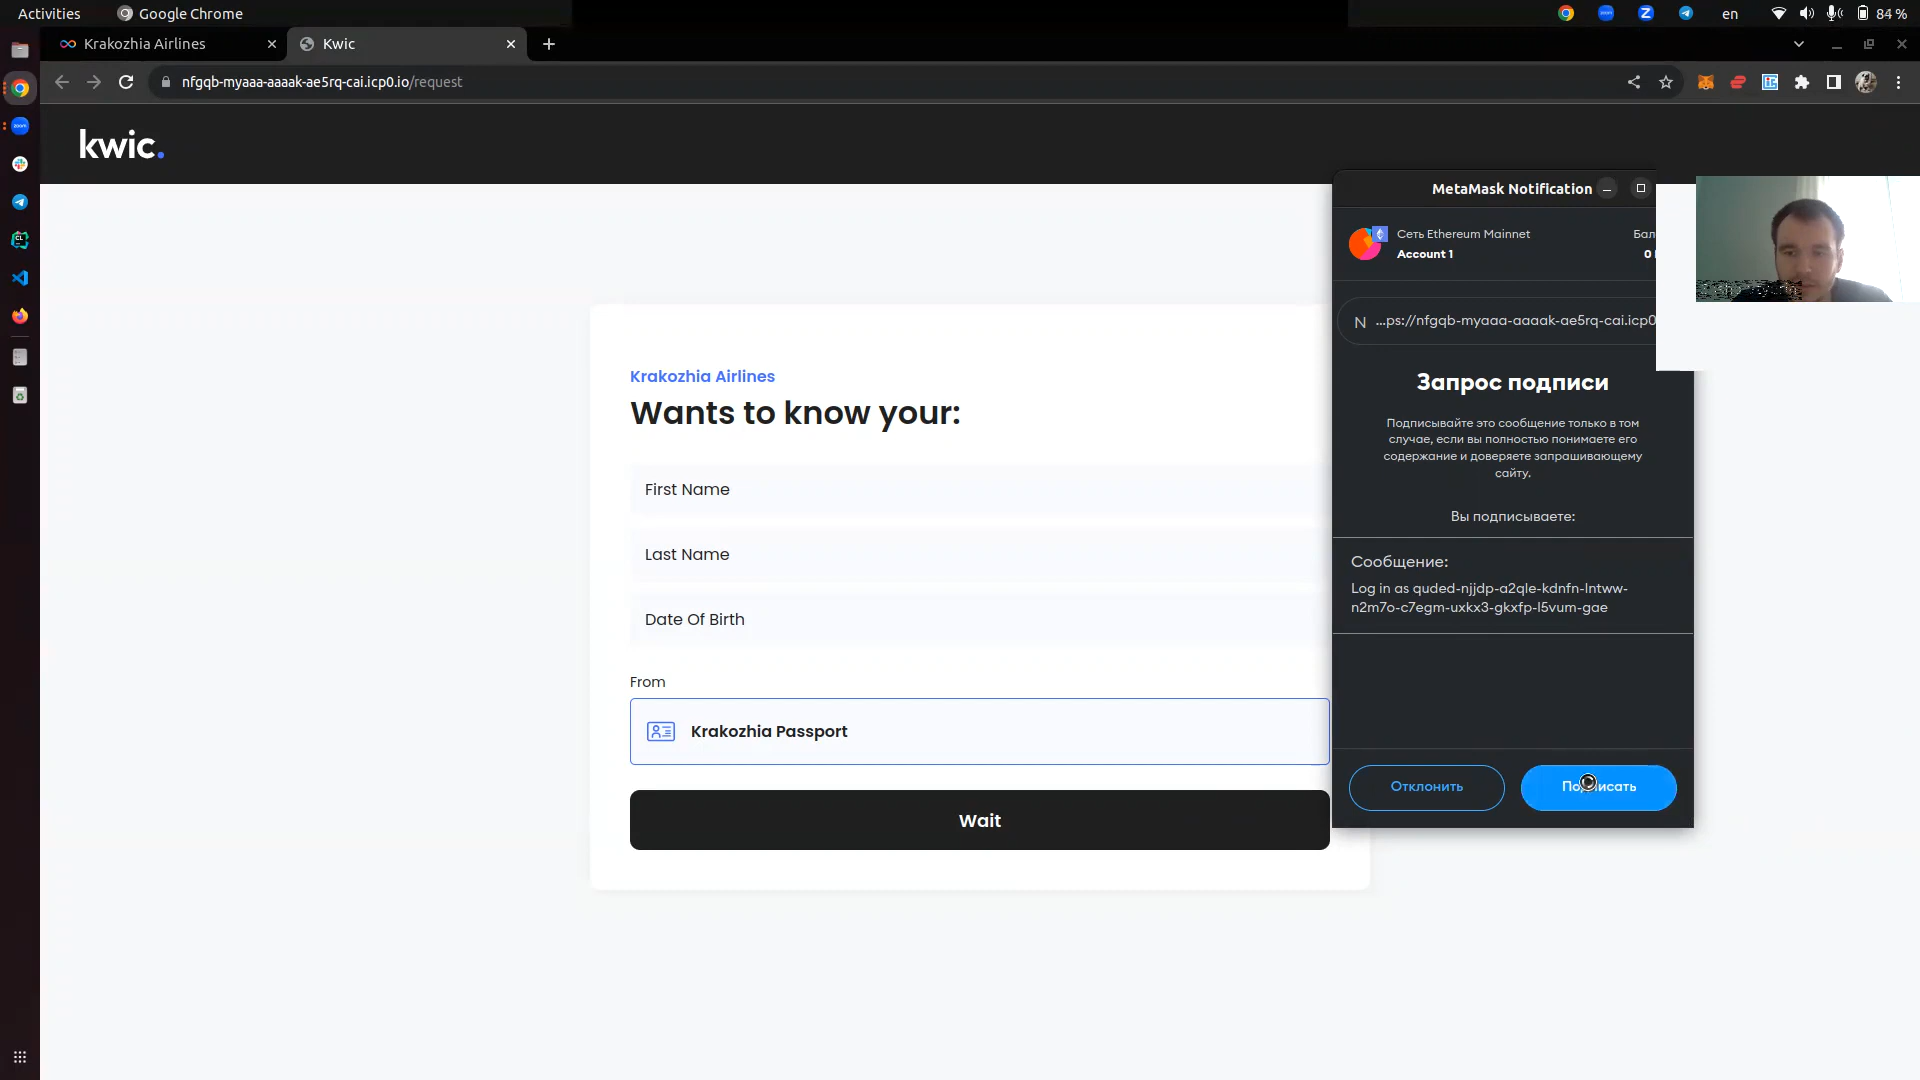 Activities
Google Chrome
en
84 %
Krakozhia Airlines
Kwic
nfgqb-myaaa-aaaak-ae5rq-cai.icp0.io/request
kwic.
Krakozhia Airlines
Wants to know your:
First Name
Last Name
Date Of Birth
From
Krakozhia Passport
Wait
MetaMask Notification
Сеть Ethereum Mainnet
Account 1
0
N
...ps://nfgqb-myaaa-aaaak-ae5rq-cai.icp0
Запрос подписи
Подписывайте это сообщение только в том
случае, если вы полностью понимаете его
содержание и доверяете запрашивающему
сайту.
Вы подписываете:
Сообщение:
Log in as quded-njjdp-a2qle-kdnfn-lntww-
n2m7o-c7egm-uxkx3-gkxfp-l5vum-gae
Отклонить
Подписать